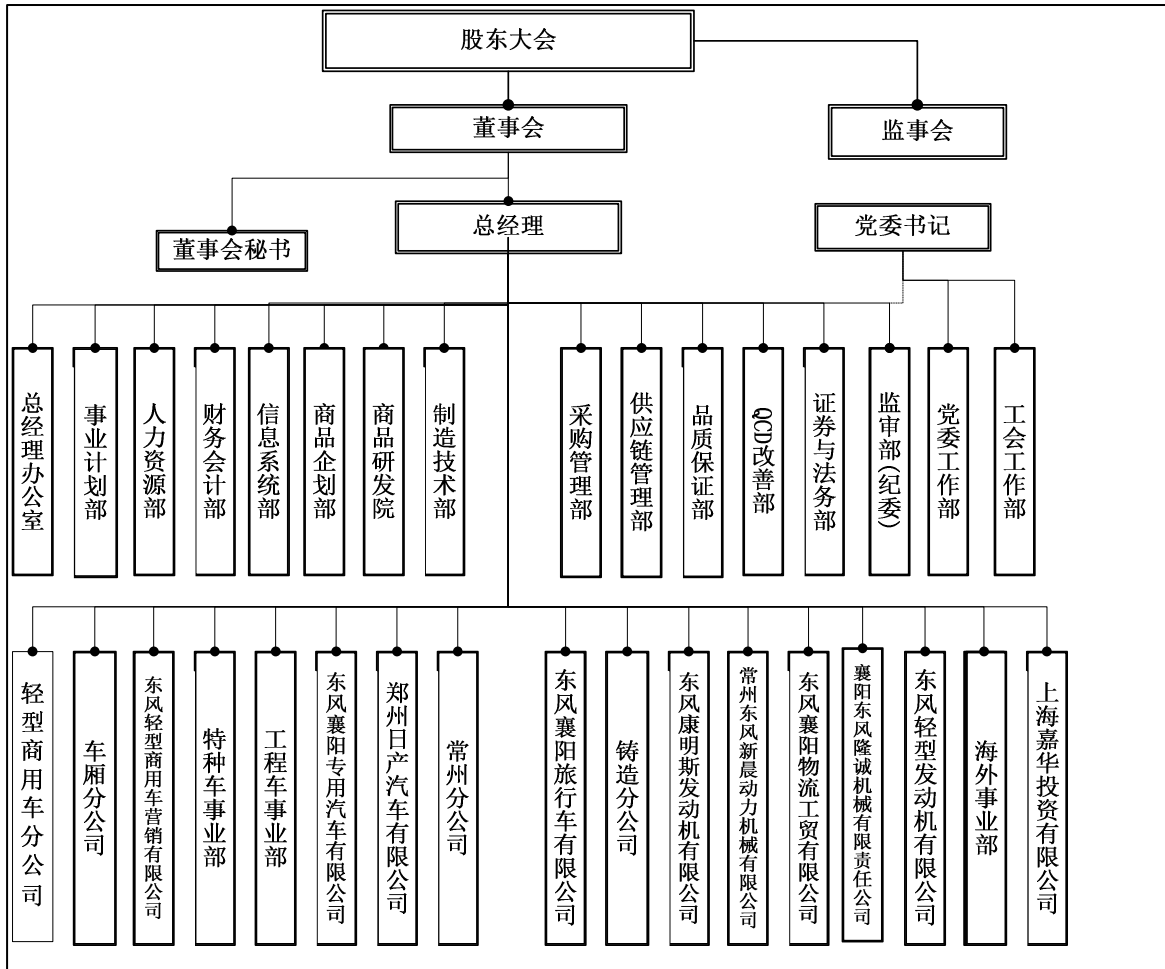 股东大会
董事会
监事会
总经理
党委书记
董事会秘书
总经理办公室
事业计划部
人力资源部
财务会计部
信息系统部
商品企划部
商品研发院
制造技术部
采购管理部
供应链管理部
品质保证部
QCD改善部
证券与法务部
监审部(纪委)
党委工作部
工会工作部
轻型商用车分公司
车厢分公司
东风轻型商用车营销有限公司
特种车事业部
工程车事业部
东风襄阳专用汽车有限公司
郑州日产汽车有限公司
常州分公司
东风襄阳旅行车有限公司
铸造分公司
东风康明斯发动机有限公司
常州东风新晨动力机械有限公司
东风襄阳物流工贸有限公司
襄阳东风隆诚机械有限责任公司
东风轻型发动机有限公司
海外事业部
上海嘉华投资有限公司